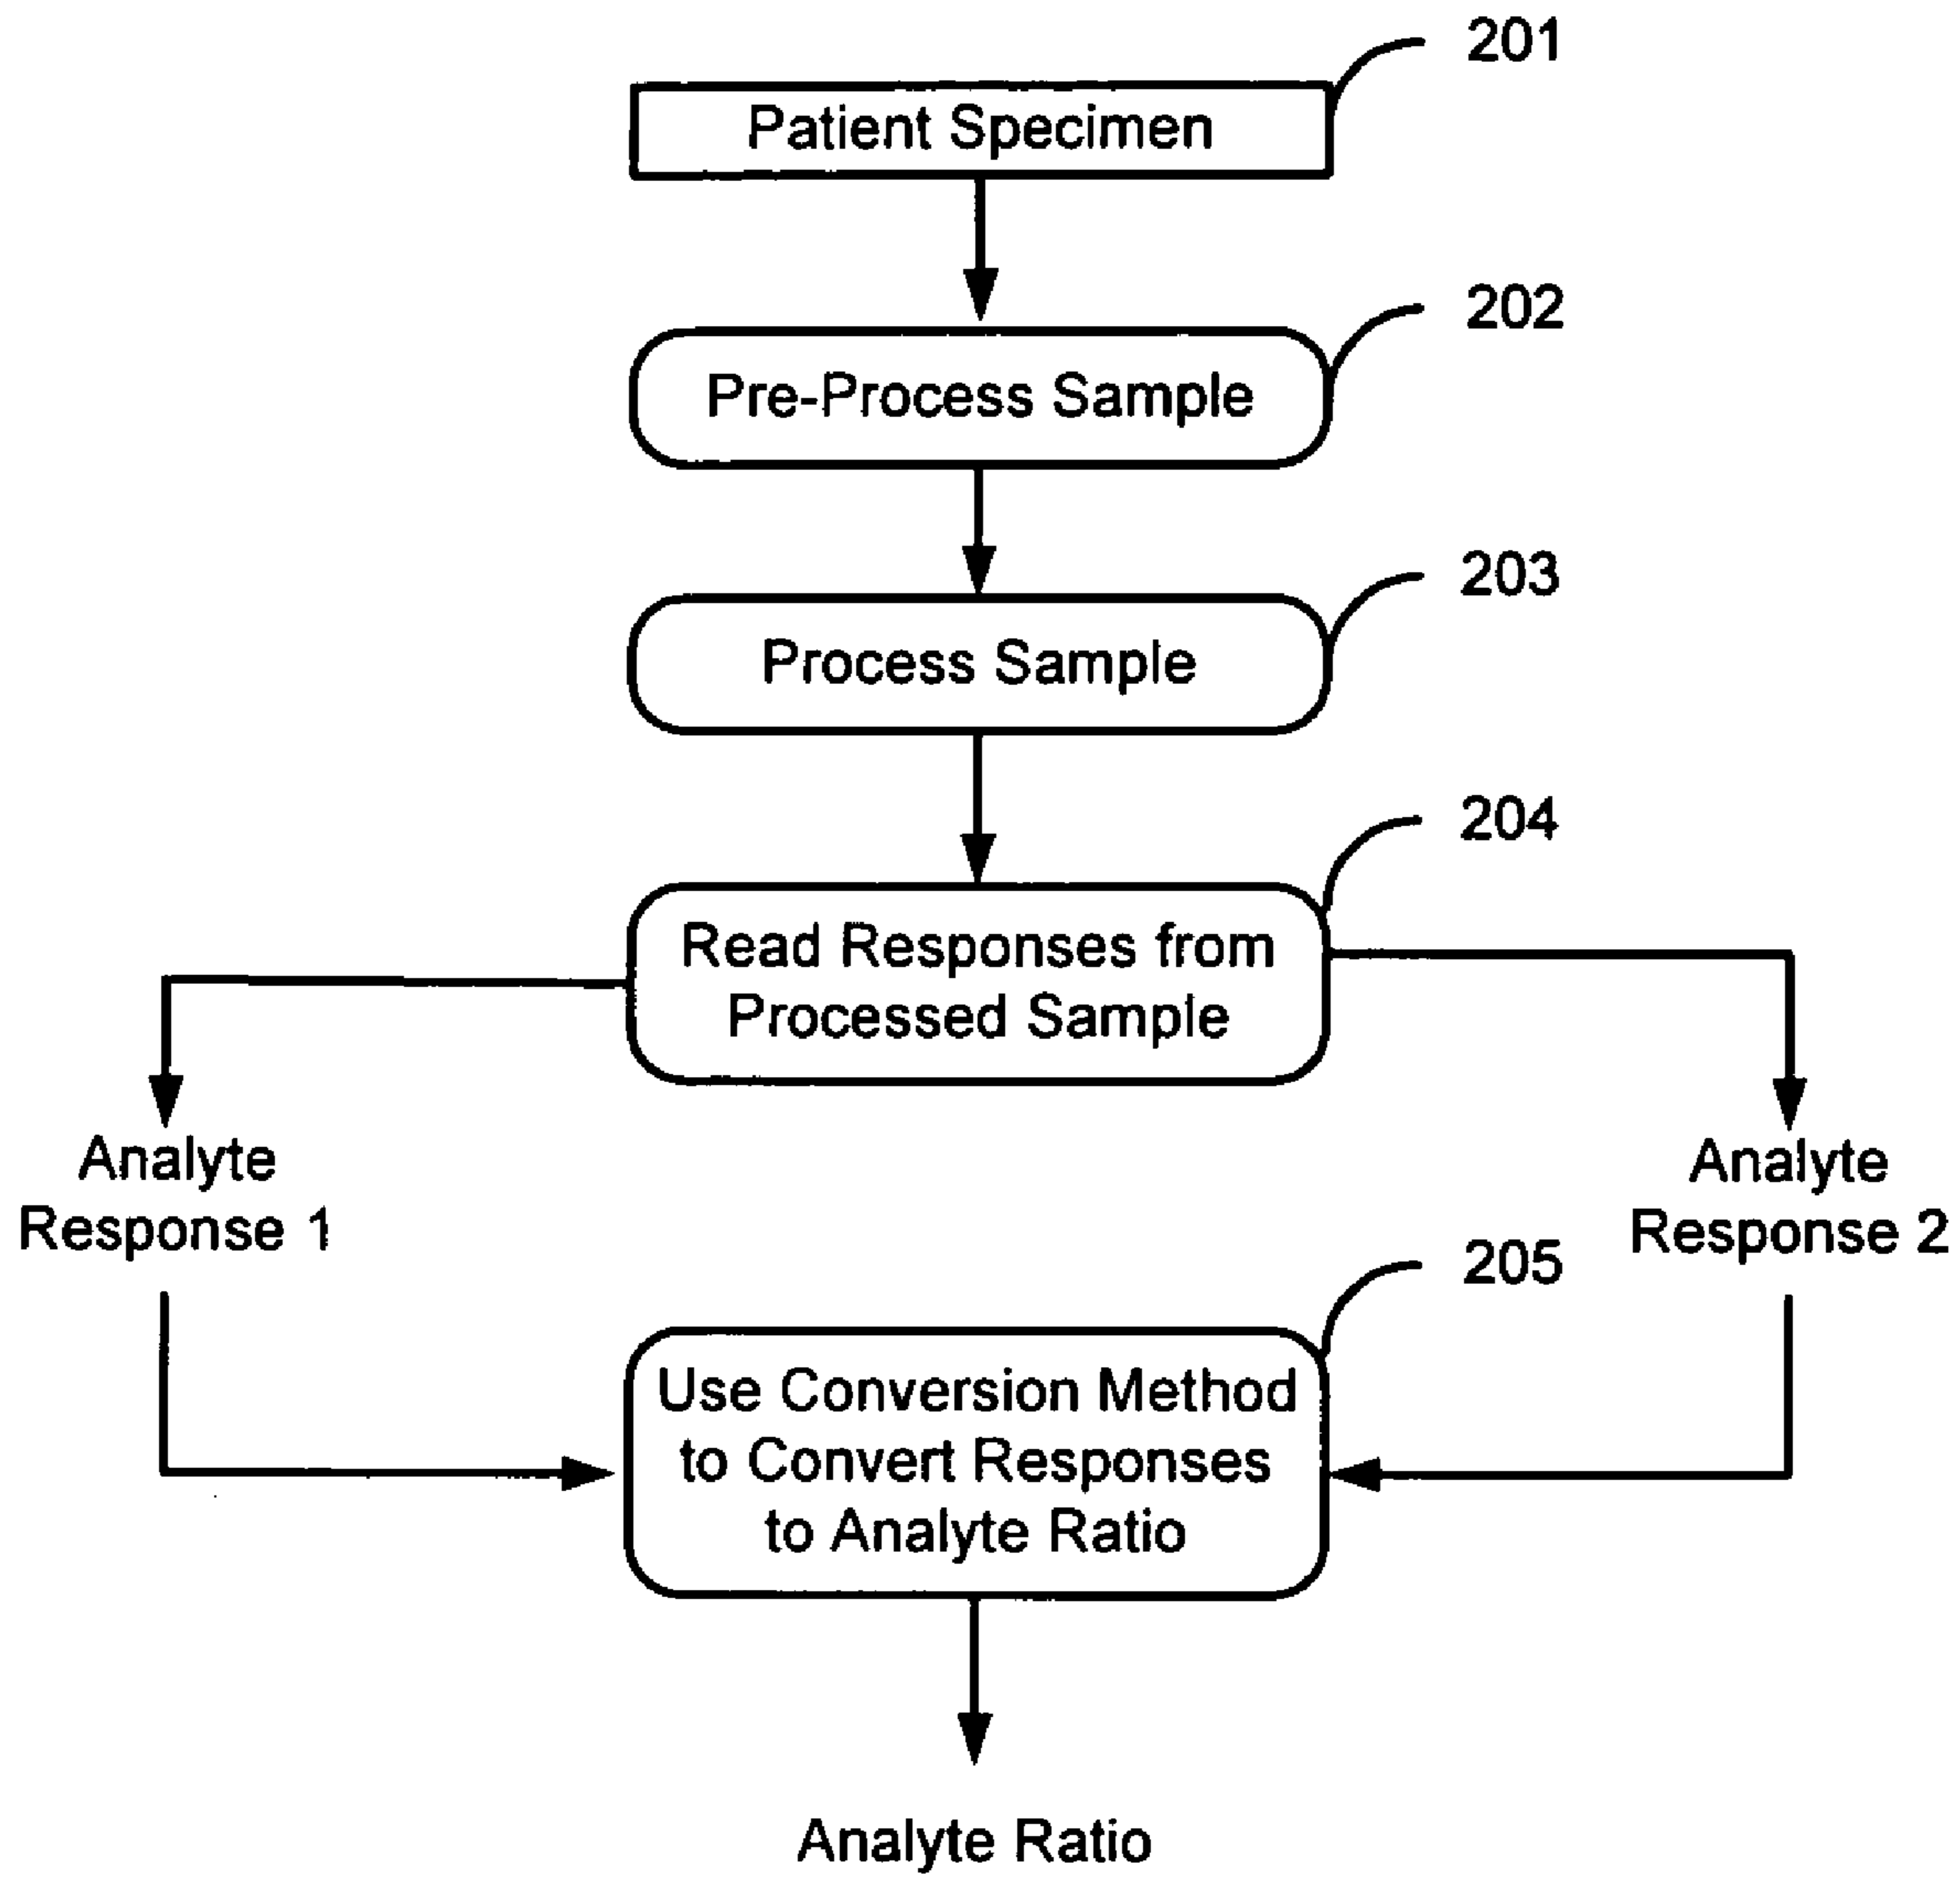 201
Patient Specimen
202
Pre-Process Sample
203
Process Sample
204
Read Responses from
Processed Sample
Analyte
Response 1
Analyte
Response 2
205
Use Conversion Method
to Convert Responses
to Analyte Ratio
Analyte Ratio